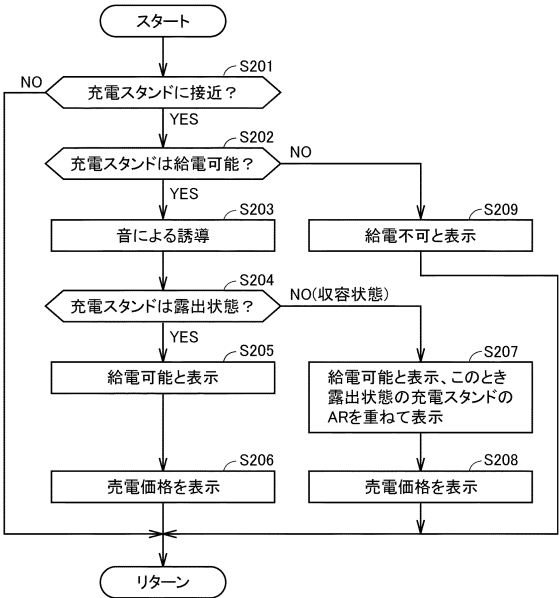 スタート
S201
NO
充電スタンドに接近？
YES
S202
充電スタンドは給電可能？
NO
YES
S203
音による誘導
S209
給電不可と表示
S204
充電スタンドは露出状態？
NO(収容状態)
YES
S205
給電可能と表示
S207
給電可能と表示、このとき
露出状態の充電スタンドの
ARを重ねて表示
S206
売電価格を表示
S208
売電価格を表示
リターン